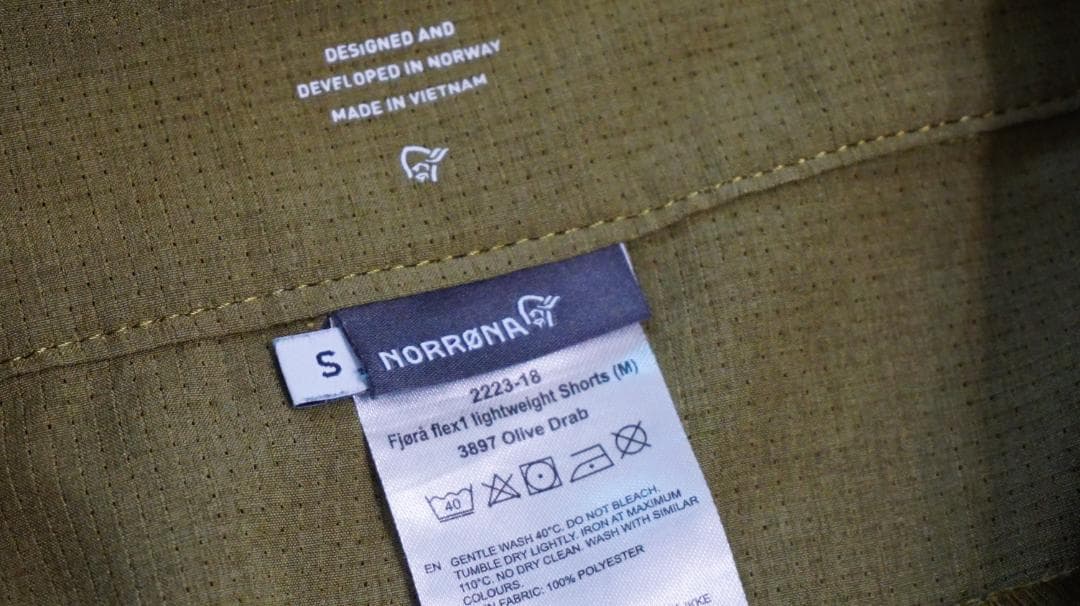 DESIGNED AND
DEVELOPED IN NORWAY
MADE IN VIETNAM
S
NORRØNA
2223-18
Fjørå flex1 lightweight Shorts (M)
3897 Olive Drab
40
EN GENTLE WASH 40°C. DO NOT BLEACH.
TUMBLE DRY LIGHTLY. IRON AT MAXIMUM
110°C. NO DRY CLEAN. WASH WITH SIMILAR
COLOURS.
FABRIC: 100% POLYESTER